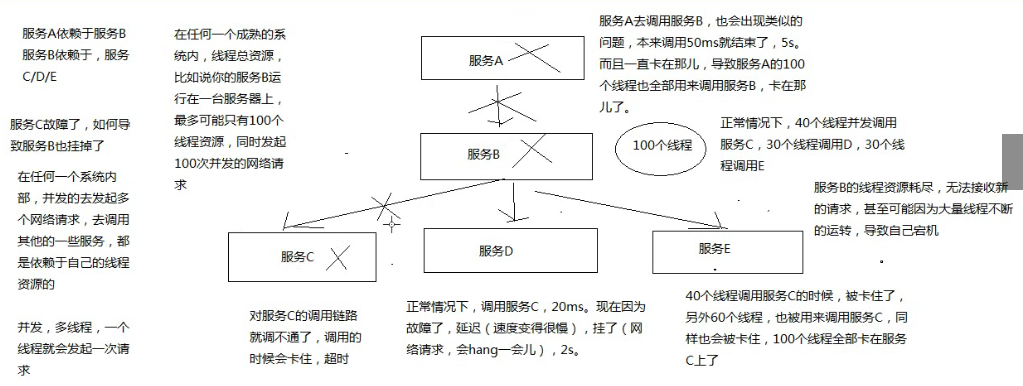 服务A依赖于服务B
服务B依赖于，服务
C/D/E
服务C故障了，如何导
致服务B也挂掉了
在任何一个系统内
部，并发的去发起多
个网络请求，去调用
其他的一些服务，都
是依赖于自己的线程
资源的
并发，多线程，一个
线程就会发起一次请
求
在任何一个成熟的系
统内，线程总资源，
比如说你的服务B运
行在一台服务器上，
最多可能只有100个
线程资源，同时发起
100次并发的网络请
求
服务A
服务B
服务C
服务D
服务E
100个线程
服务A去调用服务B，也会出现类似的
问题，本来调用50ms就结束了，5s。
而且一直卡在那儿，导致服务A的100
个线程也全部用来调用服务B，卡在那
儿了。
正常情况下，40个线程并发调用
服务C，30个线程调用D，30个线
程调用E
服务B的线程资源耗尽，无法接收新
的请求，甚至可能因为大量线程不断
的运转，导致自己宕机
对服务C的调用链路
就调不通了，调用的
时候会卡住，超时
正常情况下，调用服务C，20ms。现在因为
故障了，延迟（速度变得很慢），挂了（网
络请求，会hang一会儿），2s。
40个线程调用服务C的时候，被卡住了，
另外60个线程，也被用来调用服务C，同
样也会被卡住，100个线程全部卡在服务
C上了